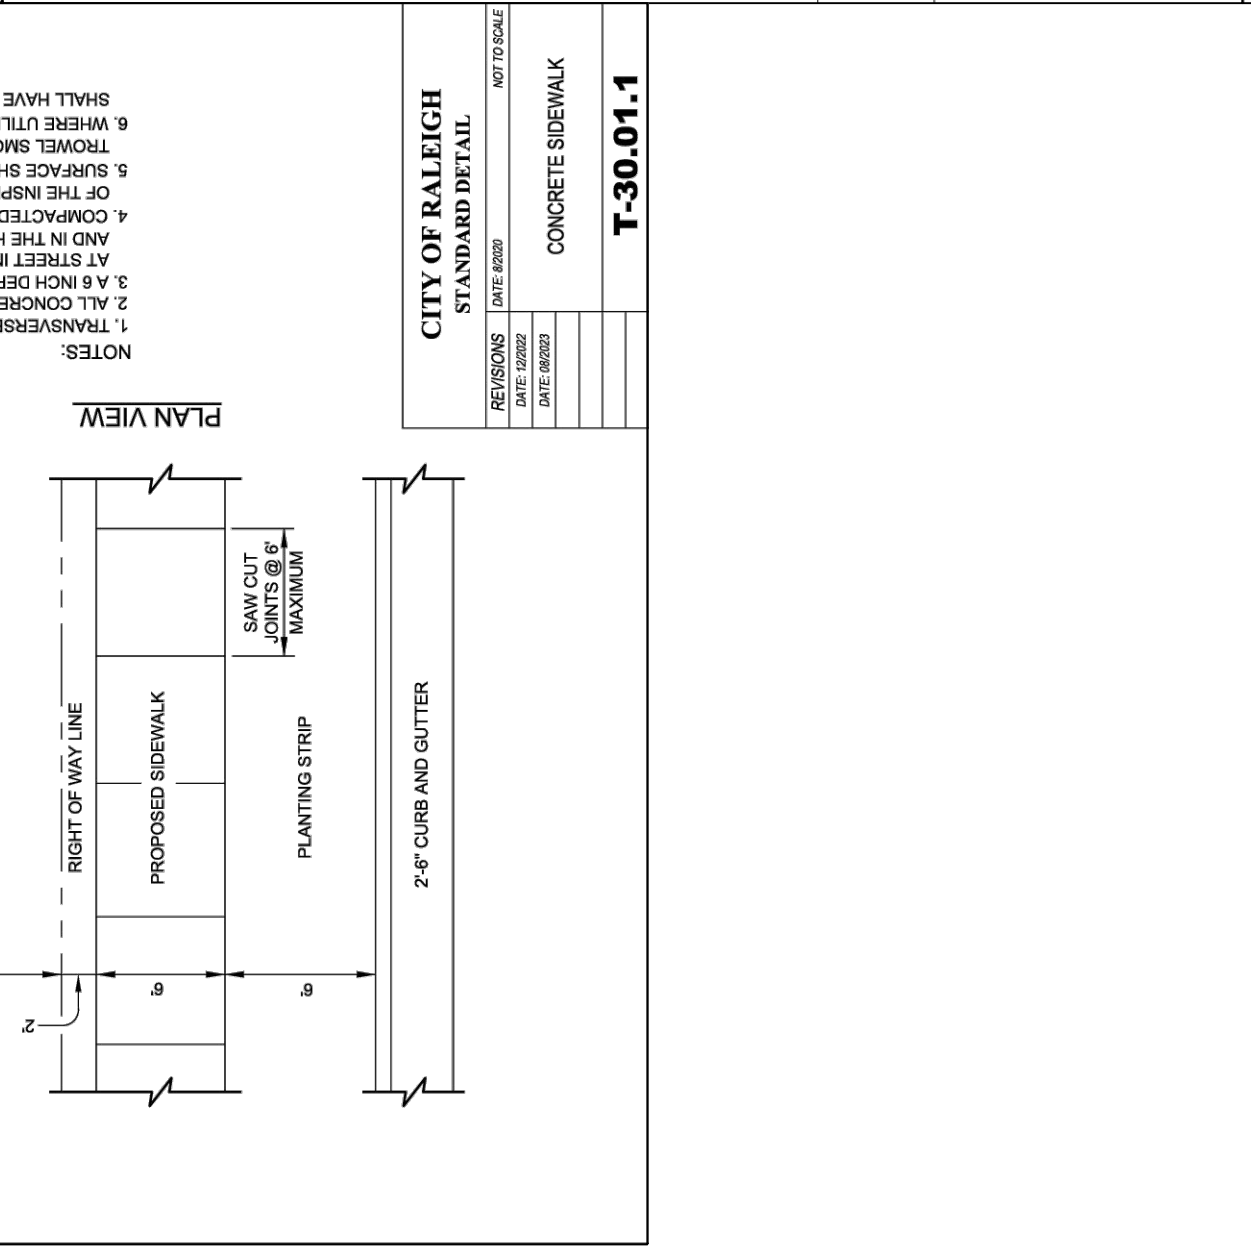 CITY OF RALEIGH
STANDARD DETAIL
REVISIONS
DATE: 8/2020
NOT TO SCALE
DATE: 12/2022
DATE: 08/2023
CONCRETE SIDEWALK
T-30.01.1
PLAN VIEW
NOTES:
1. TRANSVERSE
2. ALL CONCRE
3. A 6 INCH DEP
AT STREET I
AND IN THE
4. COMPACTED
OF THE INSP
5. SURFACE SH
TROWEL SMO
6. WHERE UTIL
SHALL HAVE
RIGHT OF WAY LINE
PROPOSED SIDEWALK
SAW CUT
JOINTS @ 6'
MAXIMUM
PLANTING STRIP
2'-6" CURB AND GUTTER
2'
6'
6'